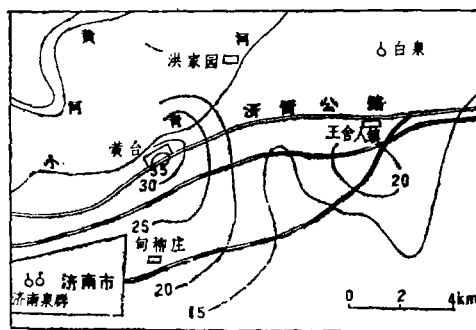 黄
河
洪家园
河
白泉
济青公路
清
王舍人镇
小
黄台
35
30
25
20
20
15
甸柳庄
济南市
济南泉群
0 2 4km